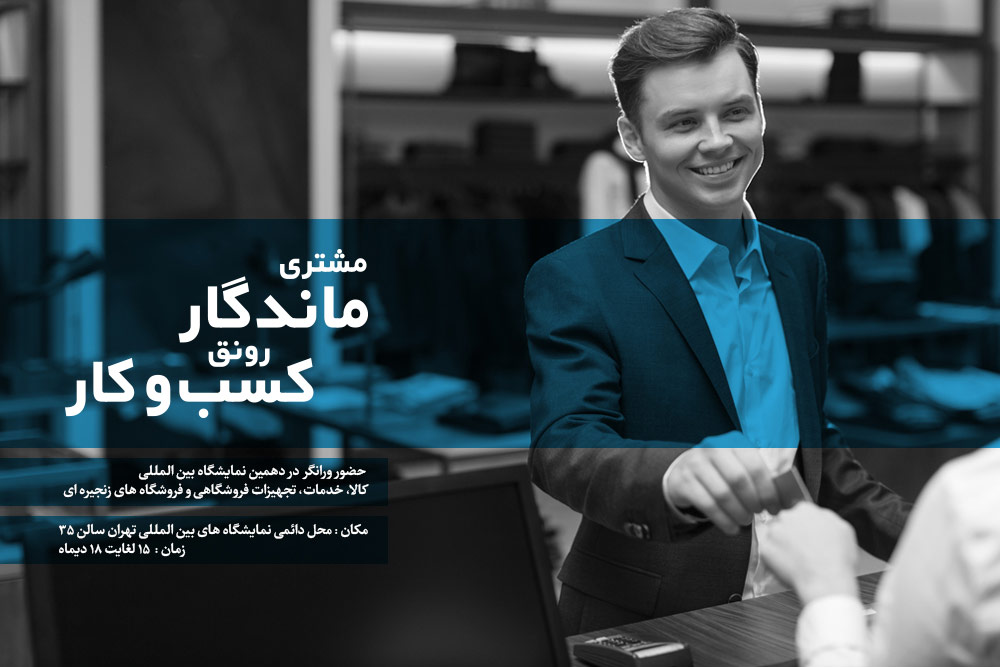 مشتری
ماندگار
رونق
کسب و کار
حضور ورانگر در دهمین نمایشگاه بین المللی
کالا، خدمات، تجهیزات فروشگاهی و فروشگاه های زنجیره ای
مکان : محل دائمی نمایشگاه های بین المللی تهران سالن ۳۵
زمان : ۱۵ لغایت ۱۸ دیماه